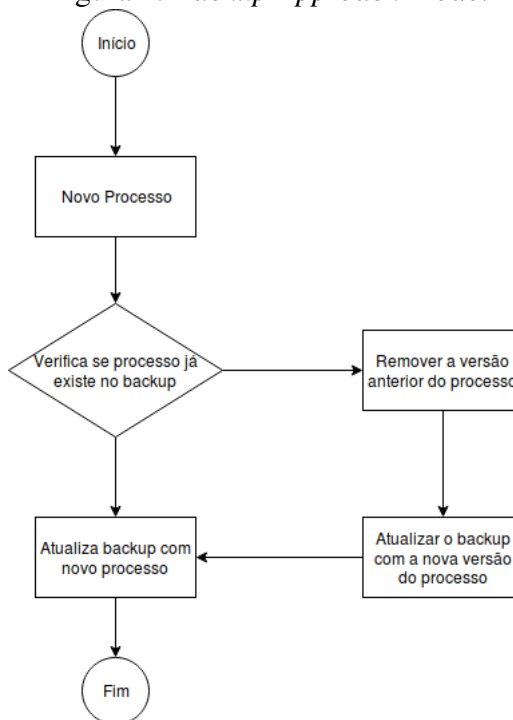 Início
Novo Processo
Verifica se processo já
existe no backup
Remover a versão
anterior do processo
Atualiza backup com
novo processo
Atualizar o backup
com a nova versão
do processo
Fim